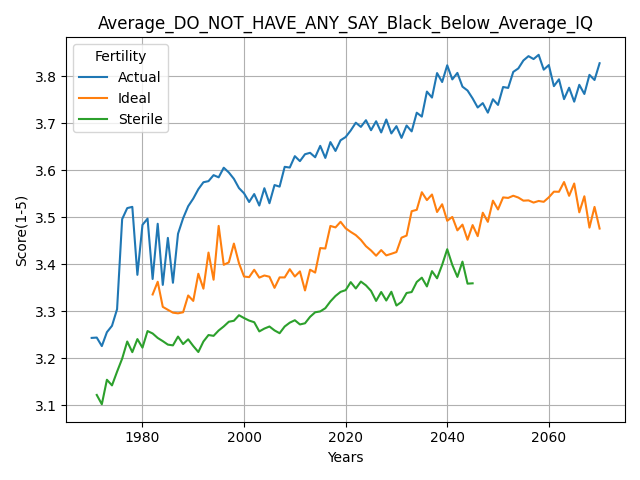 Average_DO_NOT_HAVE_ANY_SAY_Black_Below_Average_IQ
Fertility
Actual
Ideal
Sterile
Score(1-5)
3.8
3.7
3.6
3.5
3.4
3.3
3.2
3.1
1980
2000
2020
2040
2060
Years